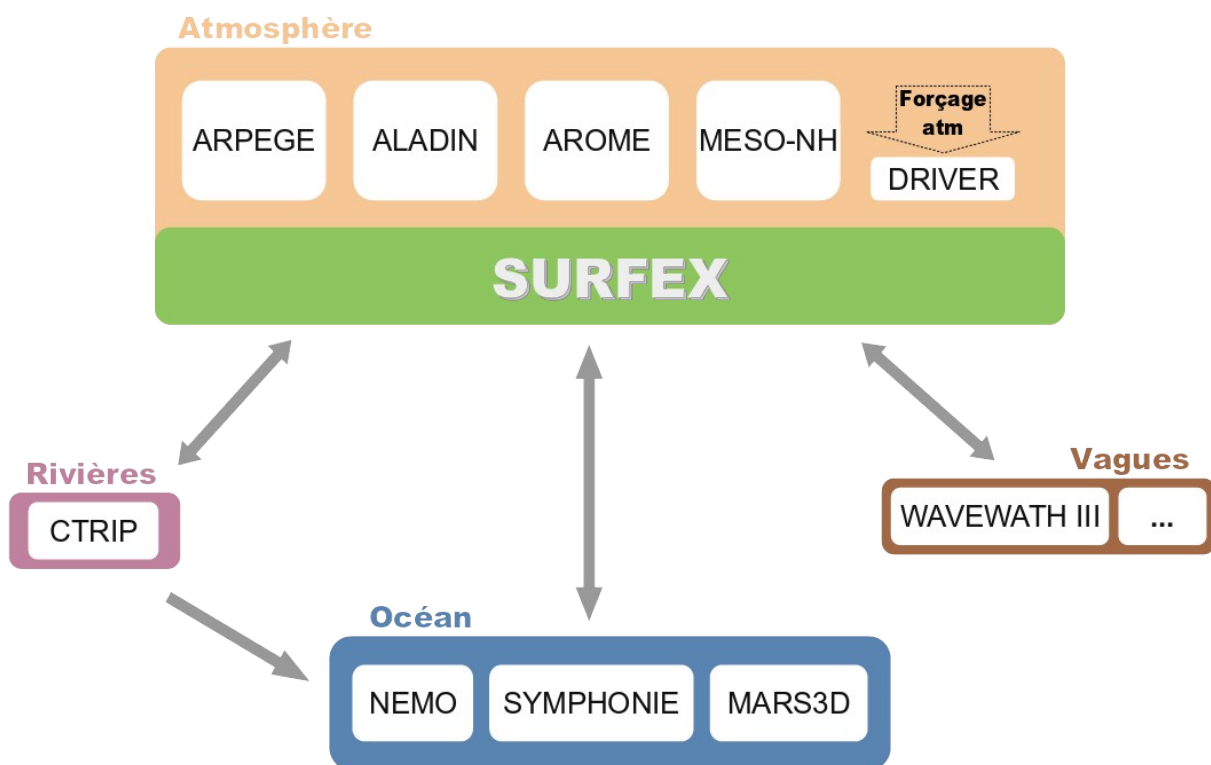 Atmosphère
ARPEGE
ALADIN
AROME
MESO-NH
Forçage
atm
DRIVER
SURFEX
Rivières
CTRIP
Vagues
WAVEWATH III
...
Océan
NEMO
SYMPHONIE
MARS3D